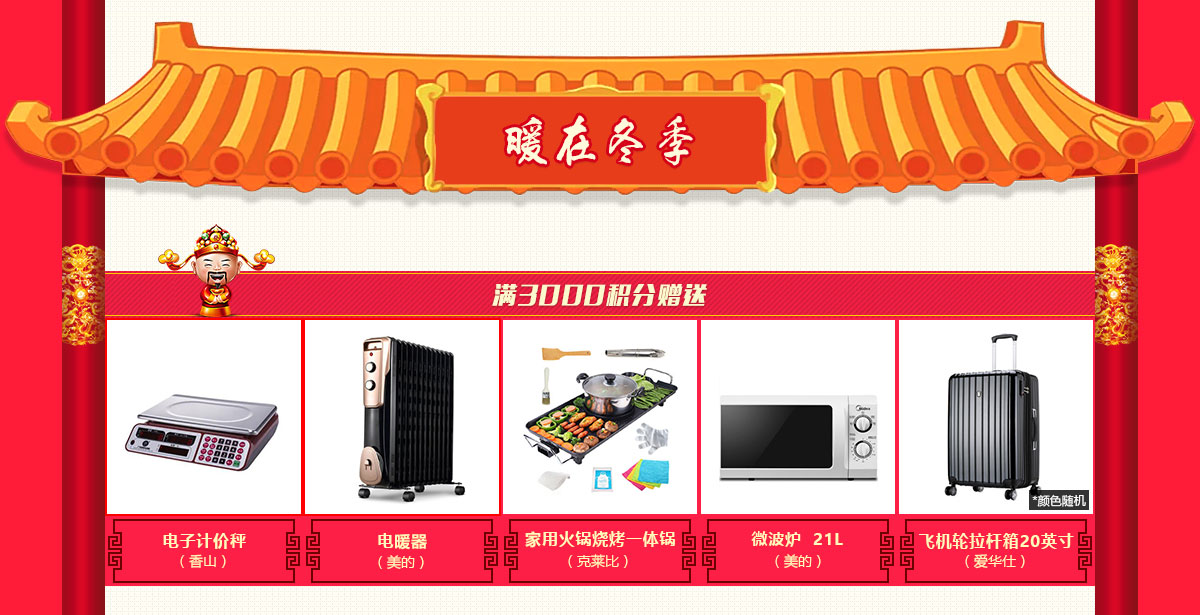 暖在冬季
满3000积分赠送
Midea
*颜色随机
电子计价秤
（香山）
电暖器
（美的）
家用火锅烧烤一体锅
（克莱比）
微波炉 21L
（美的）
飞机轮拉杆箱20英寸
（爱华仕）